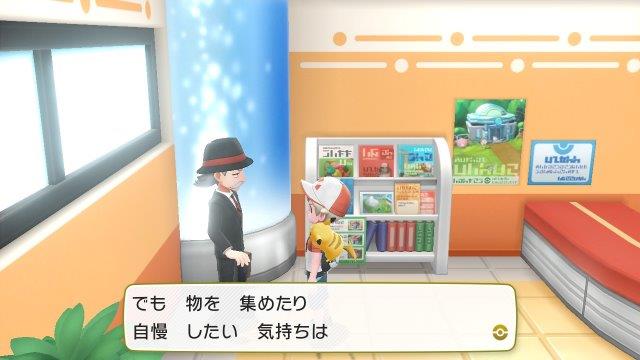 でも 物を 集めたり
自慢 したい 気持ちは